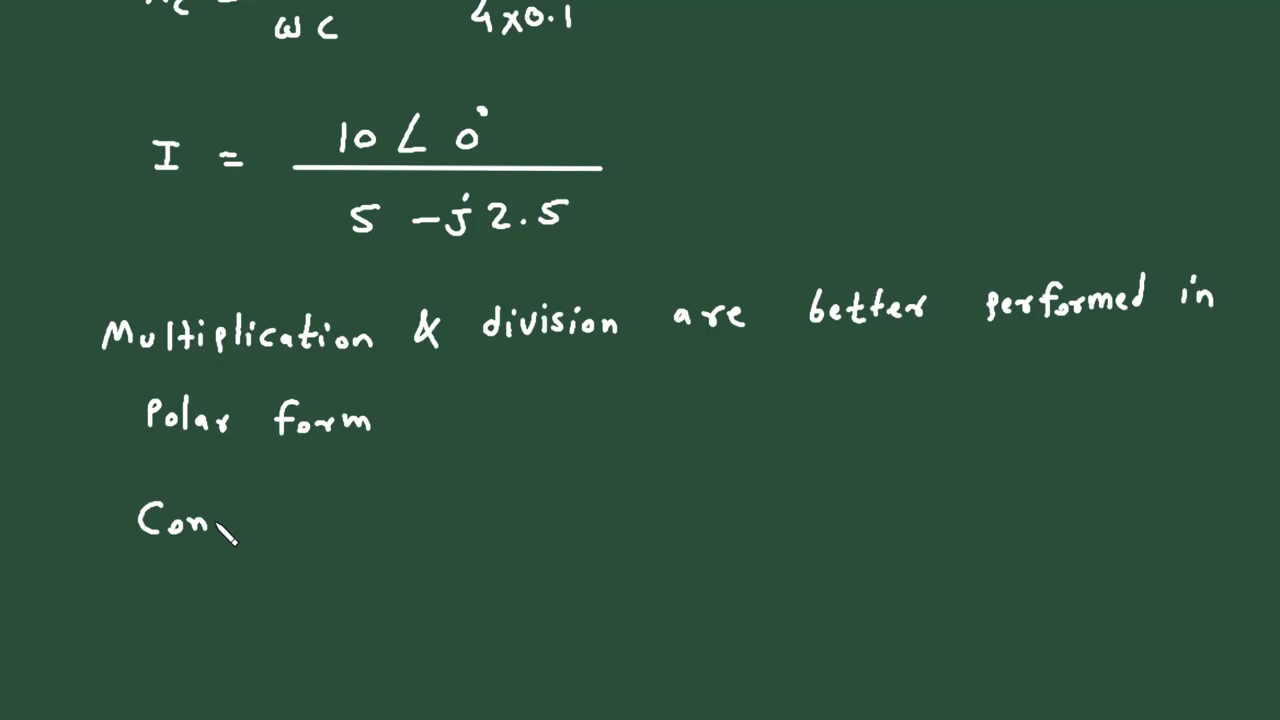 ωC 4×0.1
I = 10∠0°
5 -j2.5
Multiplication & division are better performed in
Polar form
Con